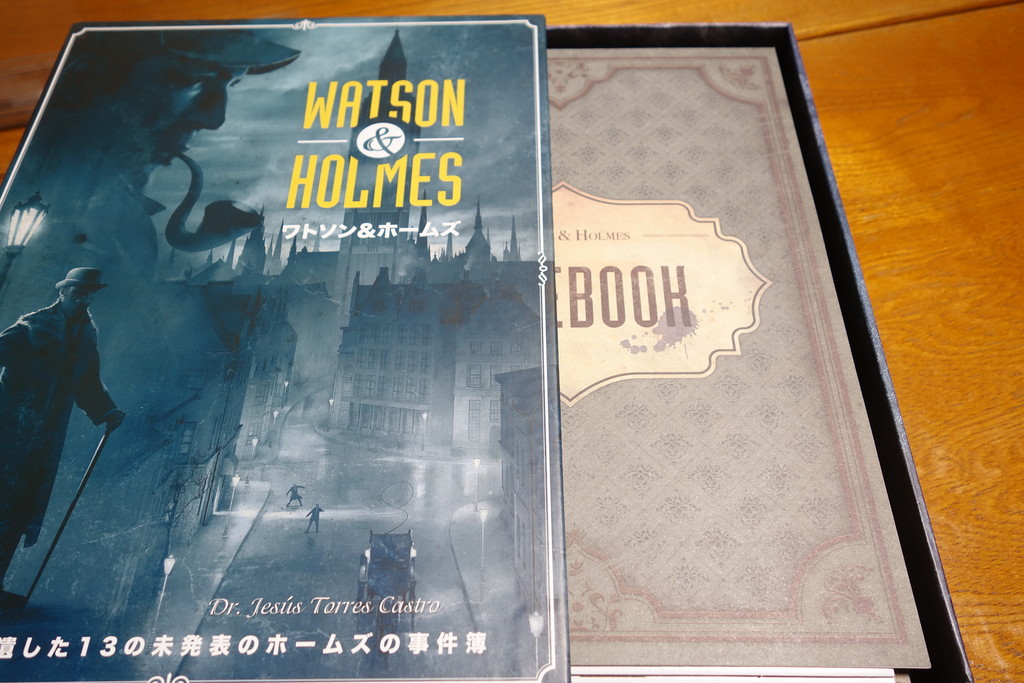 WATSON
&
HOLMES
ワトソン&ホームズ
Dr. Jesús Torres Castro
遺した13の未発表のホームズの事件簿
& HOLMES
EBOOK